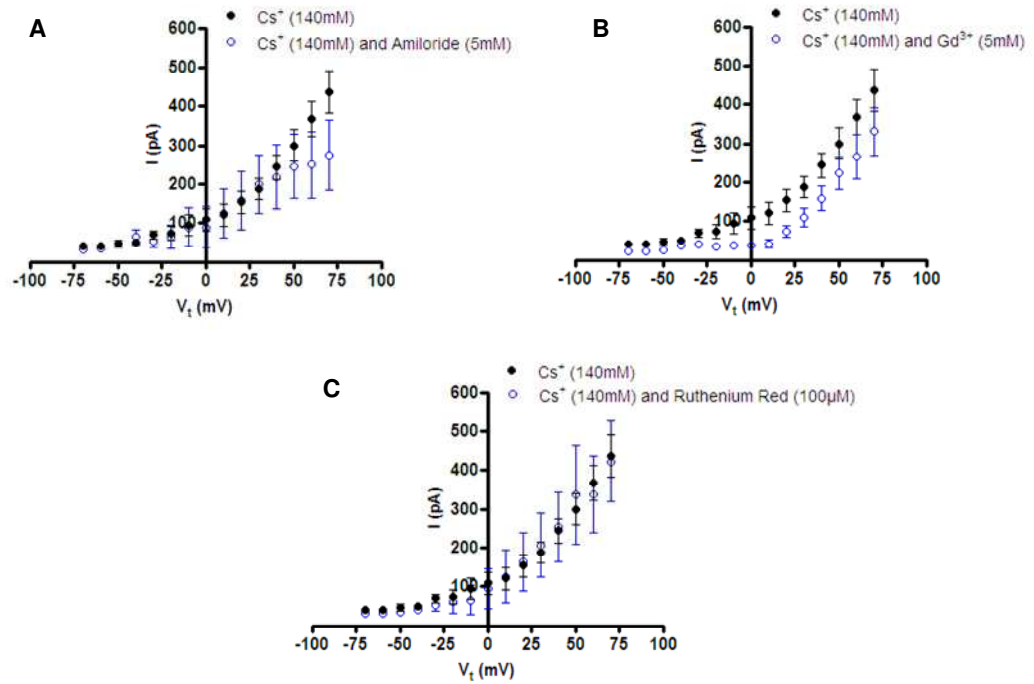 A
Cs⁺ (140mM)
Cs⁺ (140mM) and Amiloride (5mM)
I (pA)
600
500
400
300
200
100
-100 -75 -50 -25 0 25 50 75 100
Vₜ (mV)
B
Cs⁺ (140mM)
Cs⁺ (140mM) and Gd³⁺ (5mM)
I (pA)
600
500
400
300
200
100
-100 -75 -50 -25 0 25 50 75 100
Vₜ (mV)
C
Cs⁺ (140mM)
Cs⁺ (140mM) and Ruthenium Red (100µM)
I (pA)
600
500
400
300
200
100
-100 -75 -50 -25 0 25 50 75 100
Vₜ (mV)